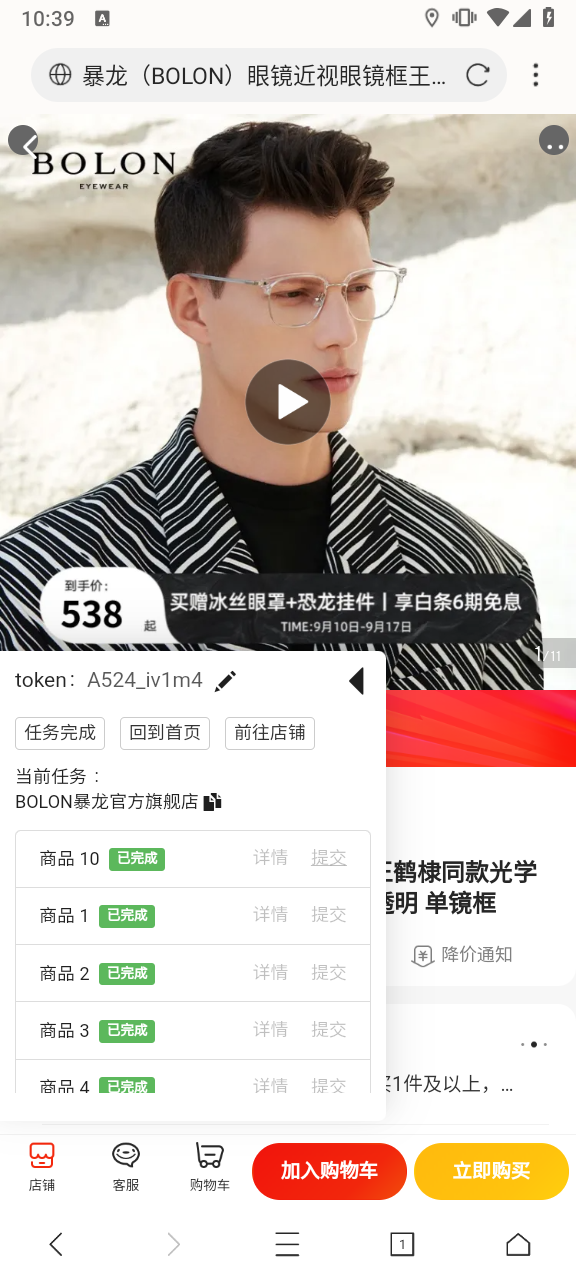 10:39
A
暴龙（BOLON）眼镜近视眼镜框王...
BOLON
EYEWEAR
到手价:
538 起
买赠冰丝眼罩+恐龙挂件丨享白条6期免息
TIME:9月10日-9月17日
1/11
token： A524_iv1m4
任务完成 回到首页 前往店铺
当前任务：
BOLON暴龙官方旗舰店
商品 10 已完成 详情 提交
商品 1 已完成 详情 提交
商品 2 已完成 详情 提交
商品 3 已完成 详情 提交
商品 4 已完成 详情 提交
王鹤棣同款光学
透明 单镜框
降价通知
买1件及以上，...
店铺 客服 购物车 加入购物车 立即购买
1